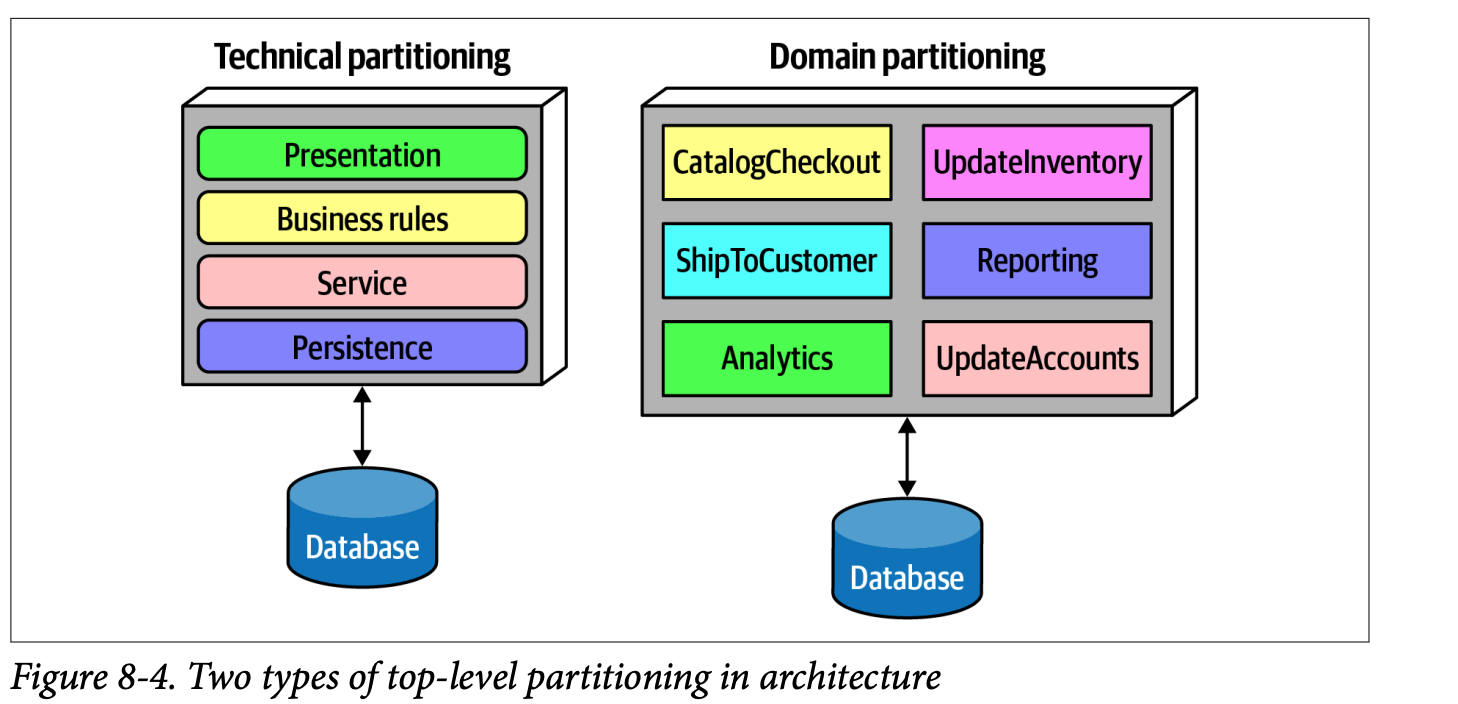 Technical partitioning
Presentation
Business rules
Service
Persistence
Database
Domain partitioning
CatalogCheckout
UpdateInventory
ShipToCustomer
Reporting
Analytics
UpdateAccounts
Database
Figure 8-4. Two types of top-level partitioning in architecture